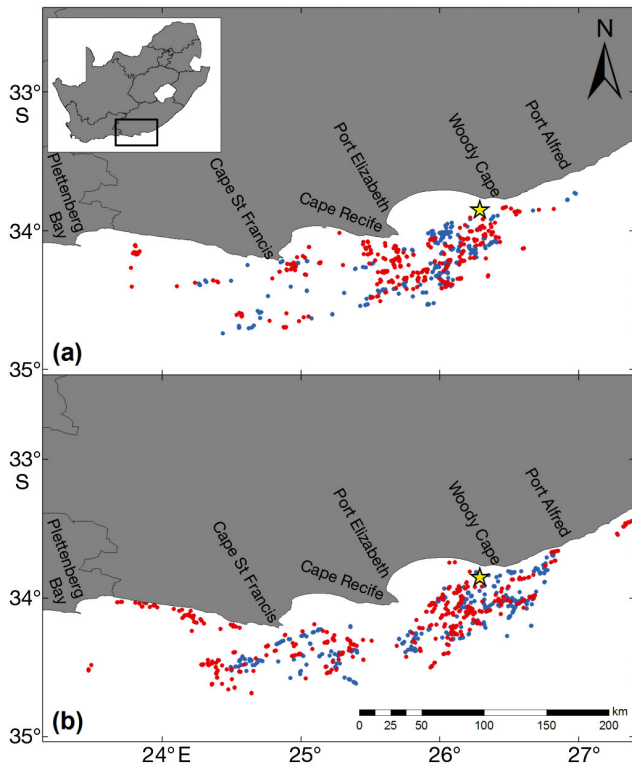 N
33°
S
Plettenberg
Bay
Cape St Francis
Port Elizabeth
Cape Recife
Woody Cape
Port Alfred
34°
(a)
35°
33°
S
Plettenberg
Bay
Cape St Francis
Port Elizabeth
Cape Recife
Woody Cape
Port Alfred
34°
(b)
km
0 25 50 100 150 200
35°
24°E 25° 26° 27°